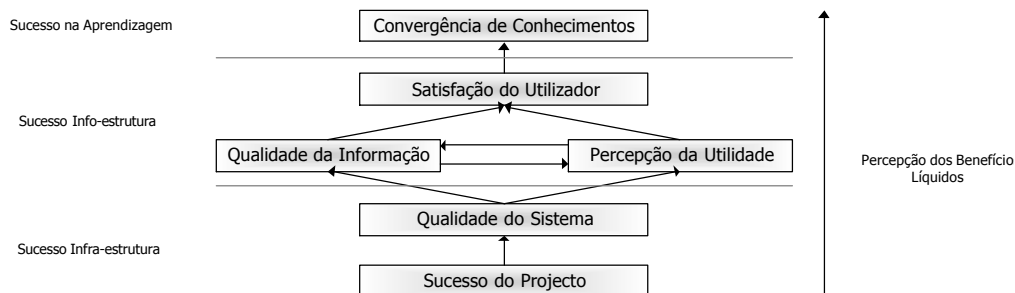 Sucesso na Aprendizagem
Convergência de Conhecimentos
Satisfação do Utilizador
Sucesso Info-estrutura
Qualidade da Informação
Percepção da Utilidade
Percepção dos Benefício
Líquidos
Qualidade do Sistema
Sucesso Infra-estrutura
Sucesso do Projecto